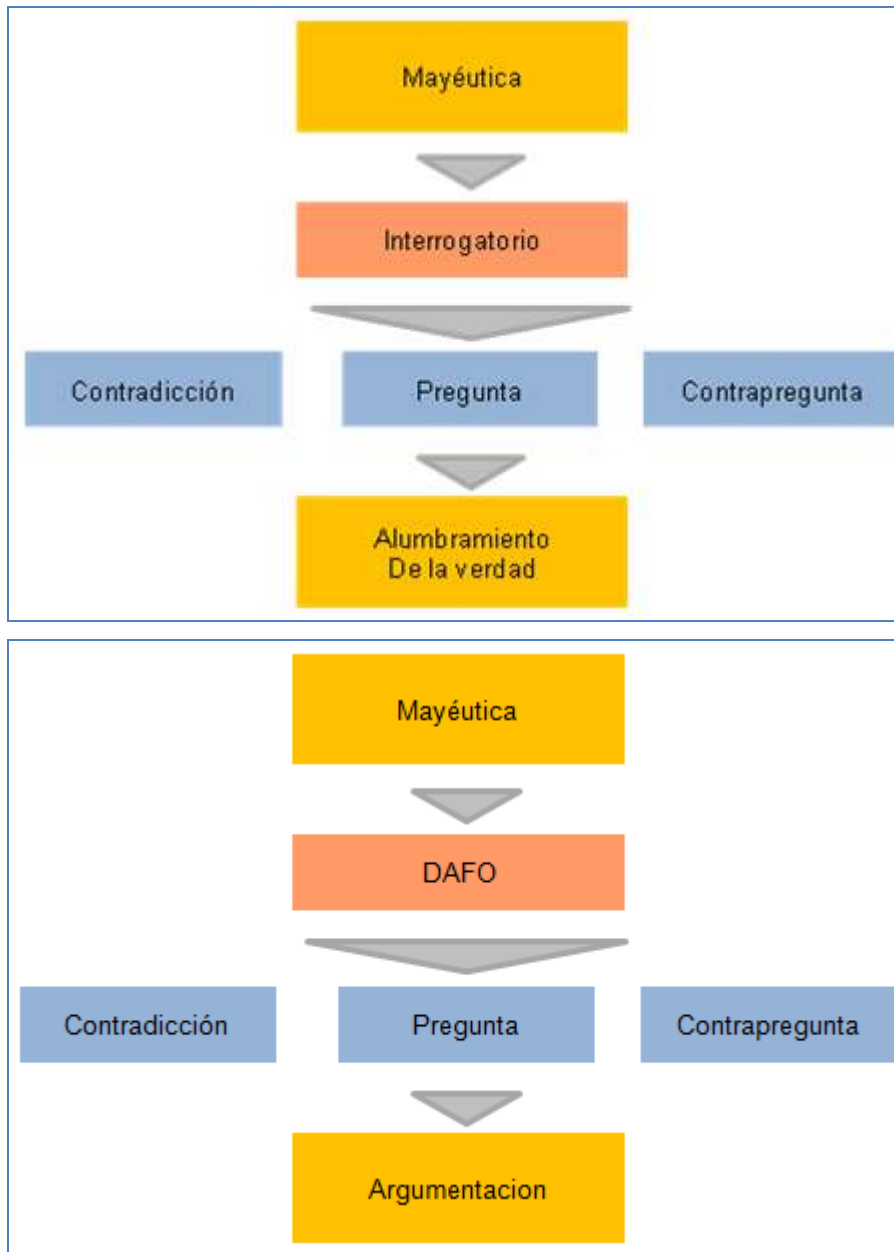 Mayéutica
Interrogatorio
Contradicción
Pregunta
Contrapregunta
Alumbramiento
De la verdad
Mayéutica
DAFO
Contradicción
Pregunta
Contrapregunta
Argumentacion